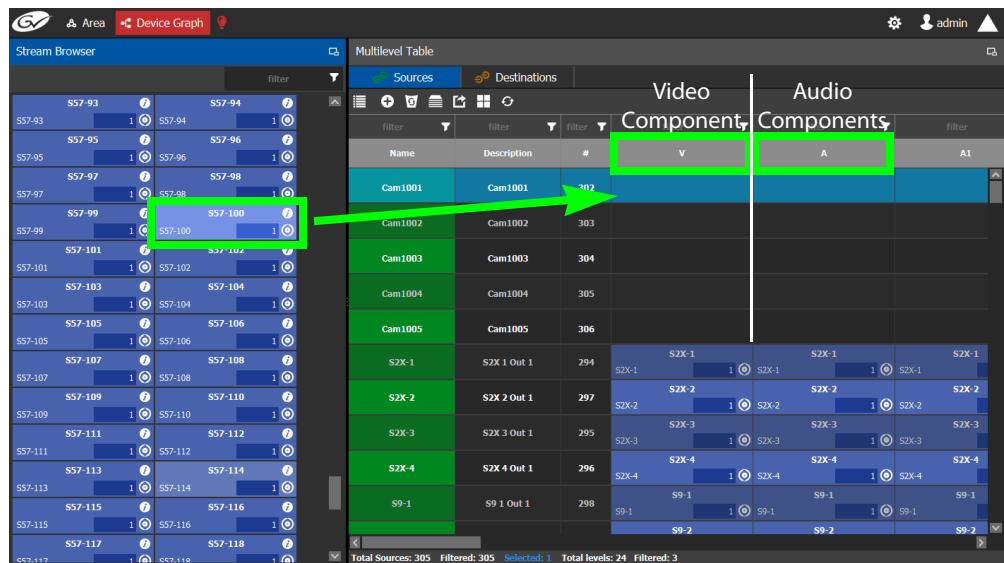 GV Area Device Graph admin
Stream Browser
filter
S57-93 S57-94
S57-93 1 S57-94 1
S57-95 S57-96
S57-95 1 S57-96 1
S57-97 S57-98
S57-97 1 S57-98 1
S57-99 S57-100
S57-99 1 S57-100 1
S57-101 S57-102
S57-101 1 S57-102 1
S57-103 S57-104
S57-103 1 S57-104 1
S57-105 S57-106
S57-105 1 S57-106 1
S57-107 S57-108
S57-107 1 S57-108 1
S57-109 S57-110
S57-109 1 S57-110 1
S57-111 S57-112
S57-111 1 S57-112 1
S57-113 S57-114
S57-113 1 S57-114 1
S57-115 S57-116
S57-115 1 S57-116 1
S57-117 S57-118
S57-117 1 S57-118 1
Multilevel Table
Sources Destinations
Video Audio
Component Components
filter filter filter filter
Name Description # V A A1
Cam1001 Cam1001 302
Cam1002 Cam1002 303
Cam1003 Cam1003 304
Cam1004 Cam1004 305
Cam1005 Cam1005 306
S2X-1 S2X-1 S2X-1
S2X-1 S2X 1 Out 1 294
S2X-1 1 S2X-1 1 S2X-1
S2X-2 S2X-2 S2X-2
S2X-2 S2X 2 Out 1 297
S2X-2 1 S2X-2 1 S2X-2
S2X-3 S2X-3 S2X-3
S2X-3 S2X 3 Out 1 295
S2X-3 1 S2X-3 1 S2X-3
S2X-4 S2X-4 S2X-4
S2X-4 S2X 4 Out 1 296
S2X-4 1 S2X-4 1 S2X-4
S9-1 S9-1 S9-1
S9-1 S9 1 Out 1 298
S9-1 1 S9-1 1 S9-1
S9-2 S9-2 S9-2
Total Sources: 305 Filtered: 305 Selected: 1 Total levels: 24 Filtered: 3